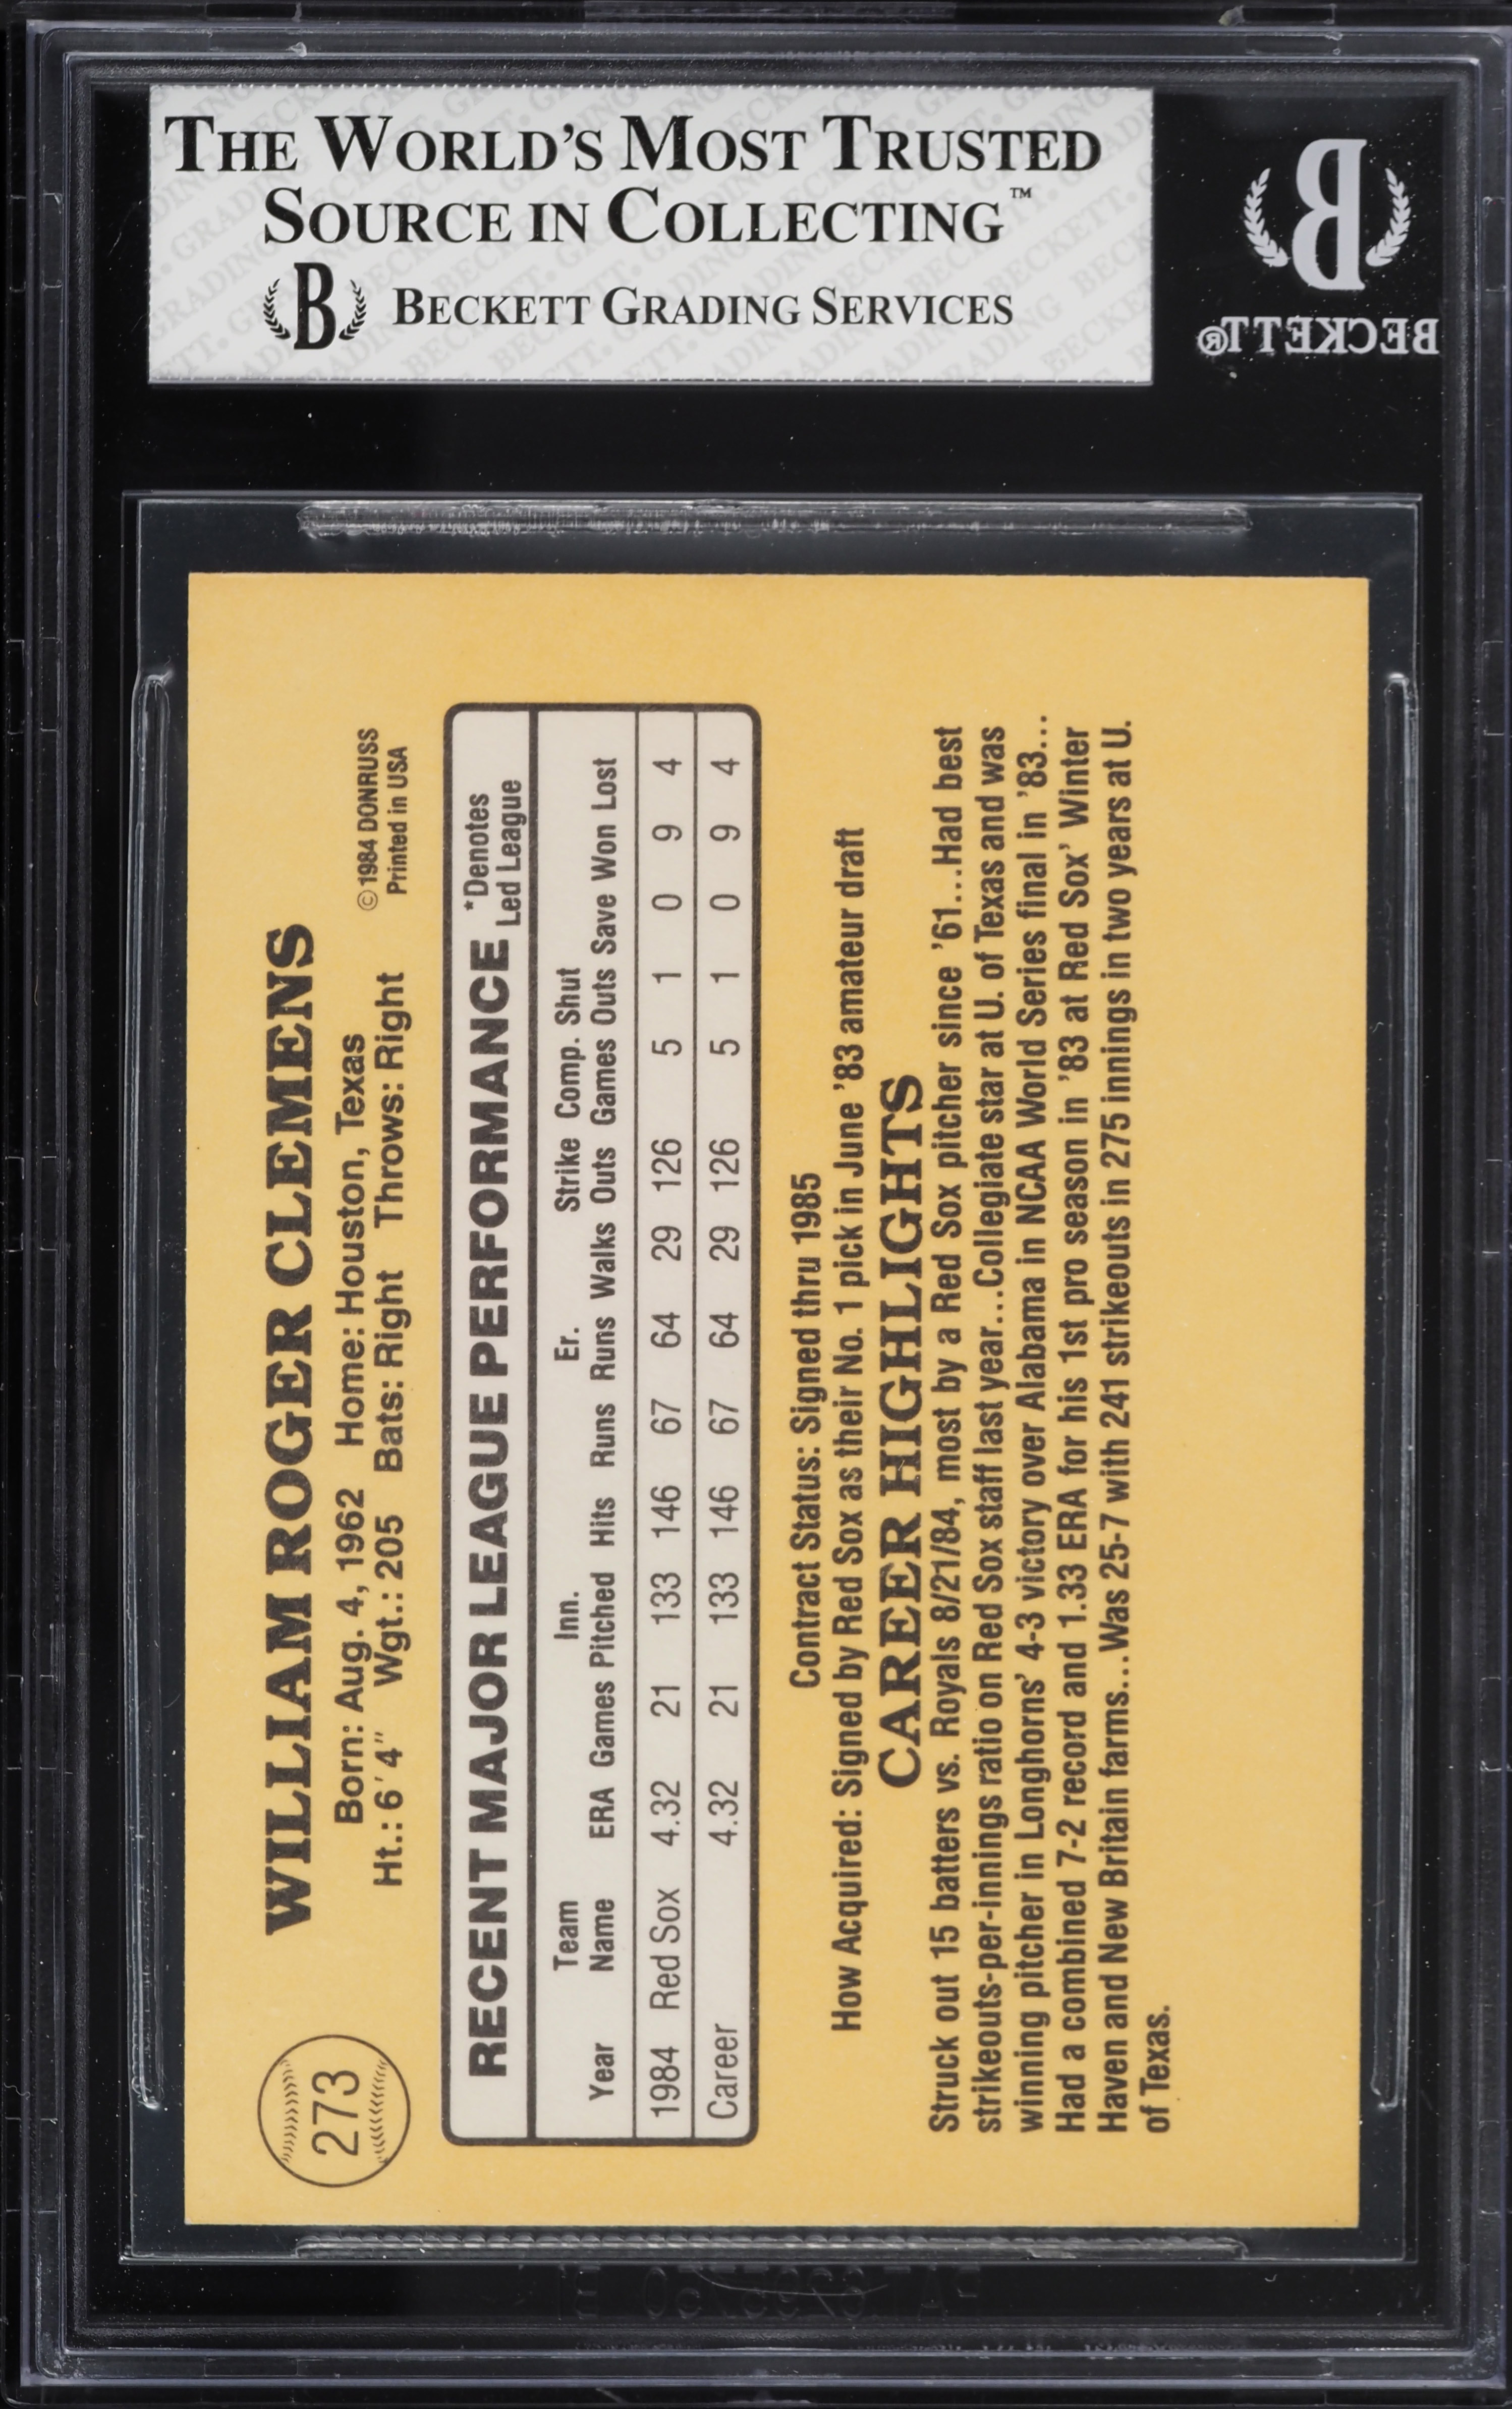 THE WORLD'S MOST TRUSTED
SOURCE IN COLLECTING™
B BECKETT GRADING SERVICES
B
BECKETT®
273
WILLIAM ROGER CLEMENS
Born: Aug. 4, 1962 Home: Houston, Texas ©1984 DONRUSS
Ht.: 6'4" Wgt.: 205 Bats: Right Throws: Right Printed in USA
RECENT MAJOR LEAGUE PERFORMANCE *Denotes
Led League
Team Inn. Er. Strike Comp. Shut
Year Name ERA Games Pitched Hits Runs Runs Walks Outs Games Outs Save Won Lost
1984 Red Sox 4.32 21 133 146 67 64 29 126 5 1 0 9 4
Career 4.32 21 133 146 67 64 29 126 5 1 0 9 4
Contract Status: Signed thru 1985
How Acquired: Signed by Red Sox as their No. 1 pick in June '83 amateur draft
CAREER HIGHLIGHTS
Struck out 15 batters vs. Royals 8/21/84, most by a Red Sox pitcher since '61...Had best
strikeouts-per-innings ratio on Red Sox staff last year...Collegiate star at U. of Texas and was
winning pitcher in Longhorns' 4-3 victory over Alabama in NCAA World Series final in '83...
Had a combined 7-2 record and 1.33 ERA for his 1st pro season in '83 at Red Sox' Winter
Haven and New Britain farms...Was 25-7 with 241 strikeouts in 275 innings in two years at U.
of Texas.